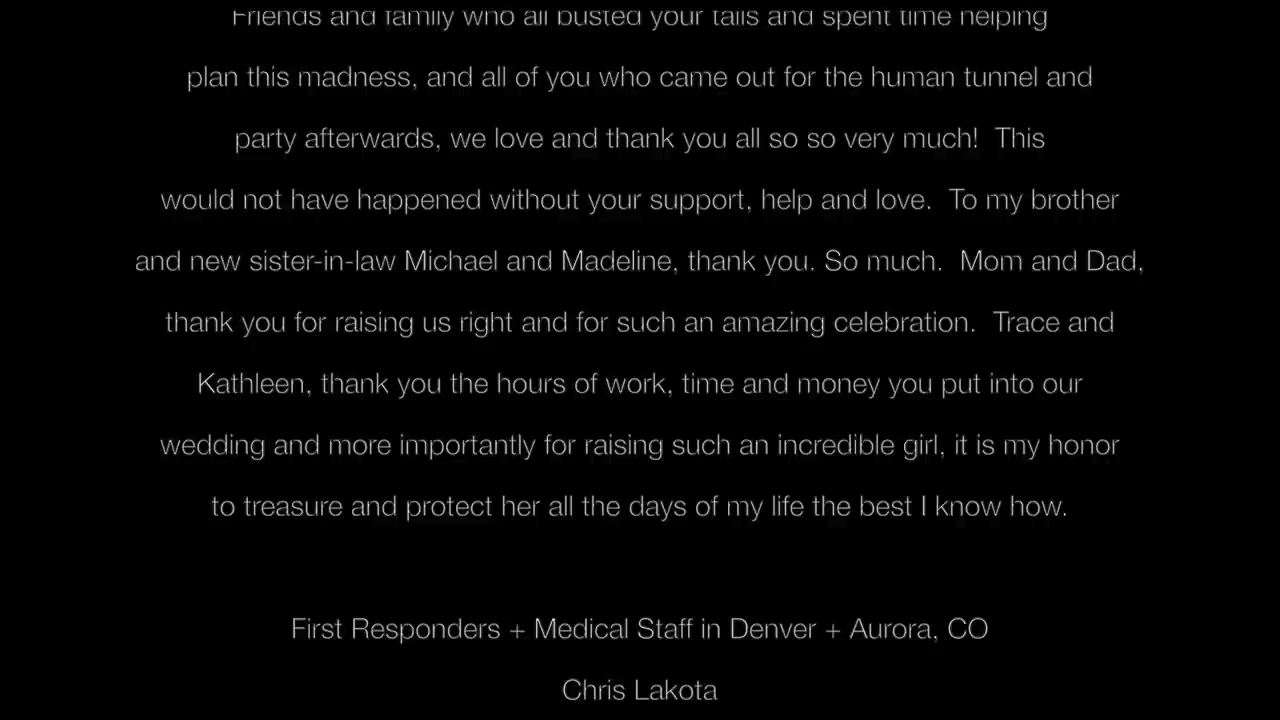 Friends and family who all busted your tails and spent time helping
plan this madness, and all of you who came out for the human tunnel and
party afterwards, we love and thank you all so so very much!  This
would not have happened without your support, help and love.  To my brother
and new sister-in-law Michael and Madeline, thank you. So much.  Mom and Dad,
thank you for raising us right and for such an amazing celebration.  Trace and
Kathleen, thank you the hours of work, time and money you put into our
wedding and more importantly for raising such an incredible girl, it is my honor
to treasure and protect her all the days of my life the best I know how.
First Responders + Medical Staff in Denver + Aurora, CO
Chris Lakota